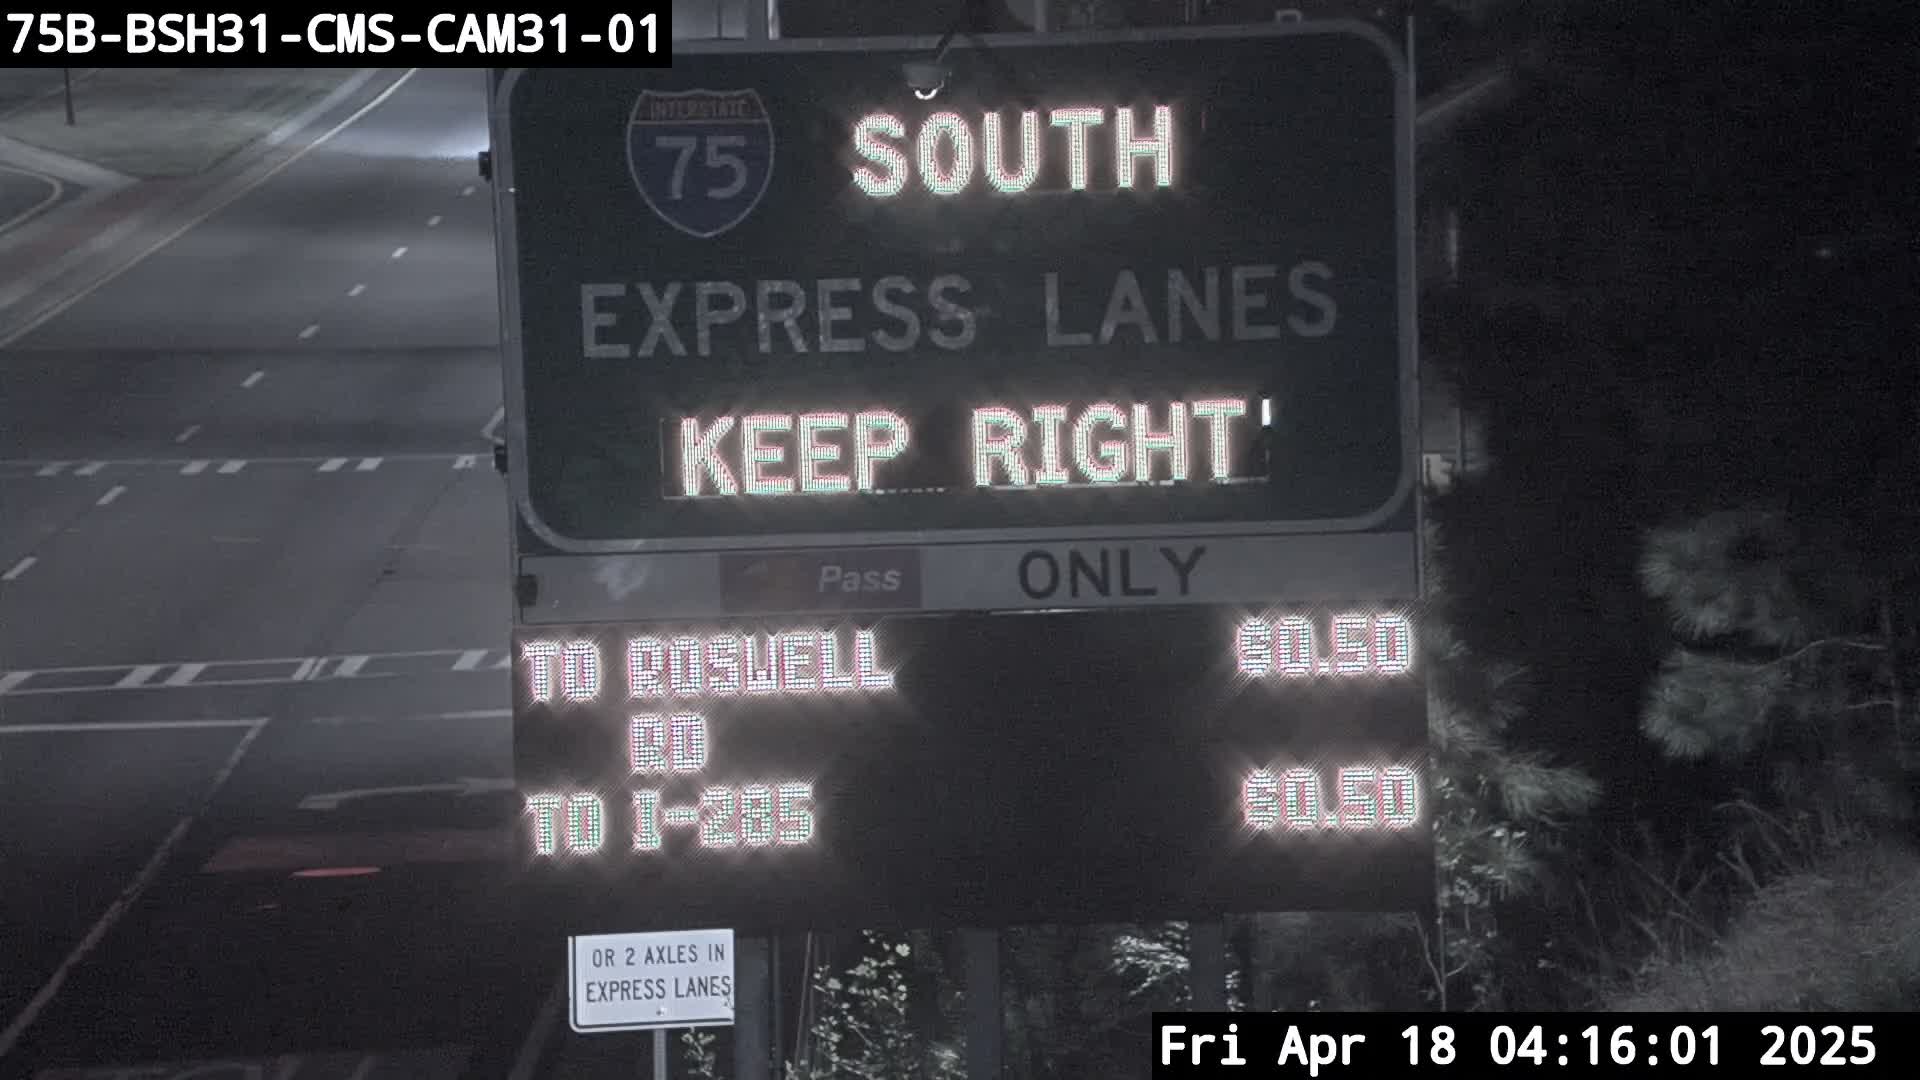 75B-BSH31-CMS-CAM31-01
INTERSTATE
75
SOUTH
EXPRESS LANES
KEEP RIGHT
Pass ONLY
TO ROSWELL $0.50
RD
TO I-285 $0.50
OR 2 AXLES IN
EXPRESS LANES
Fri Apr 18 04:16:01 2025